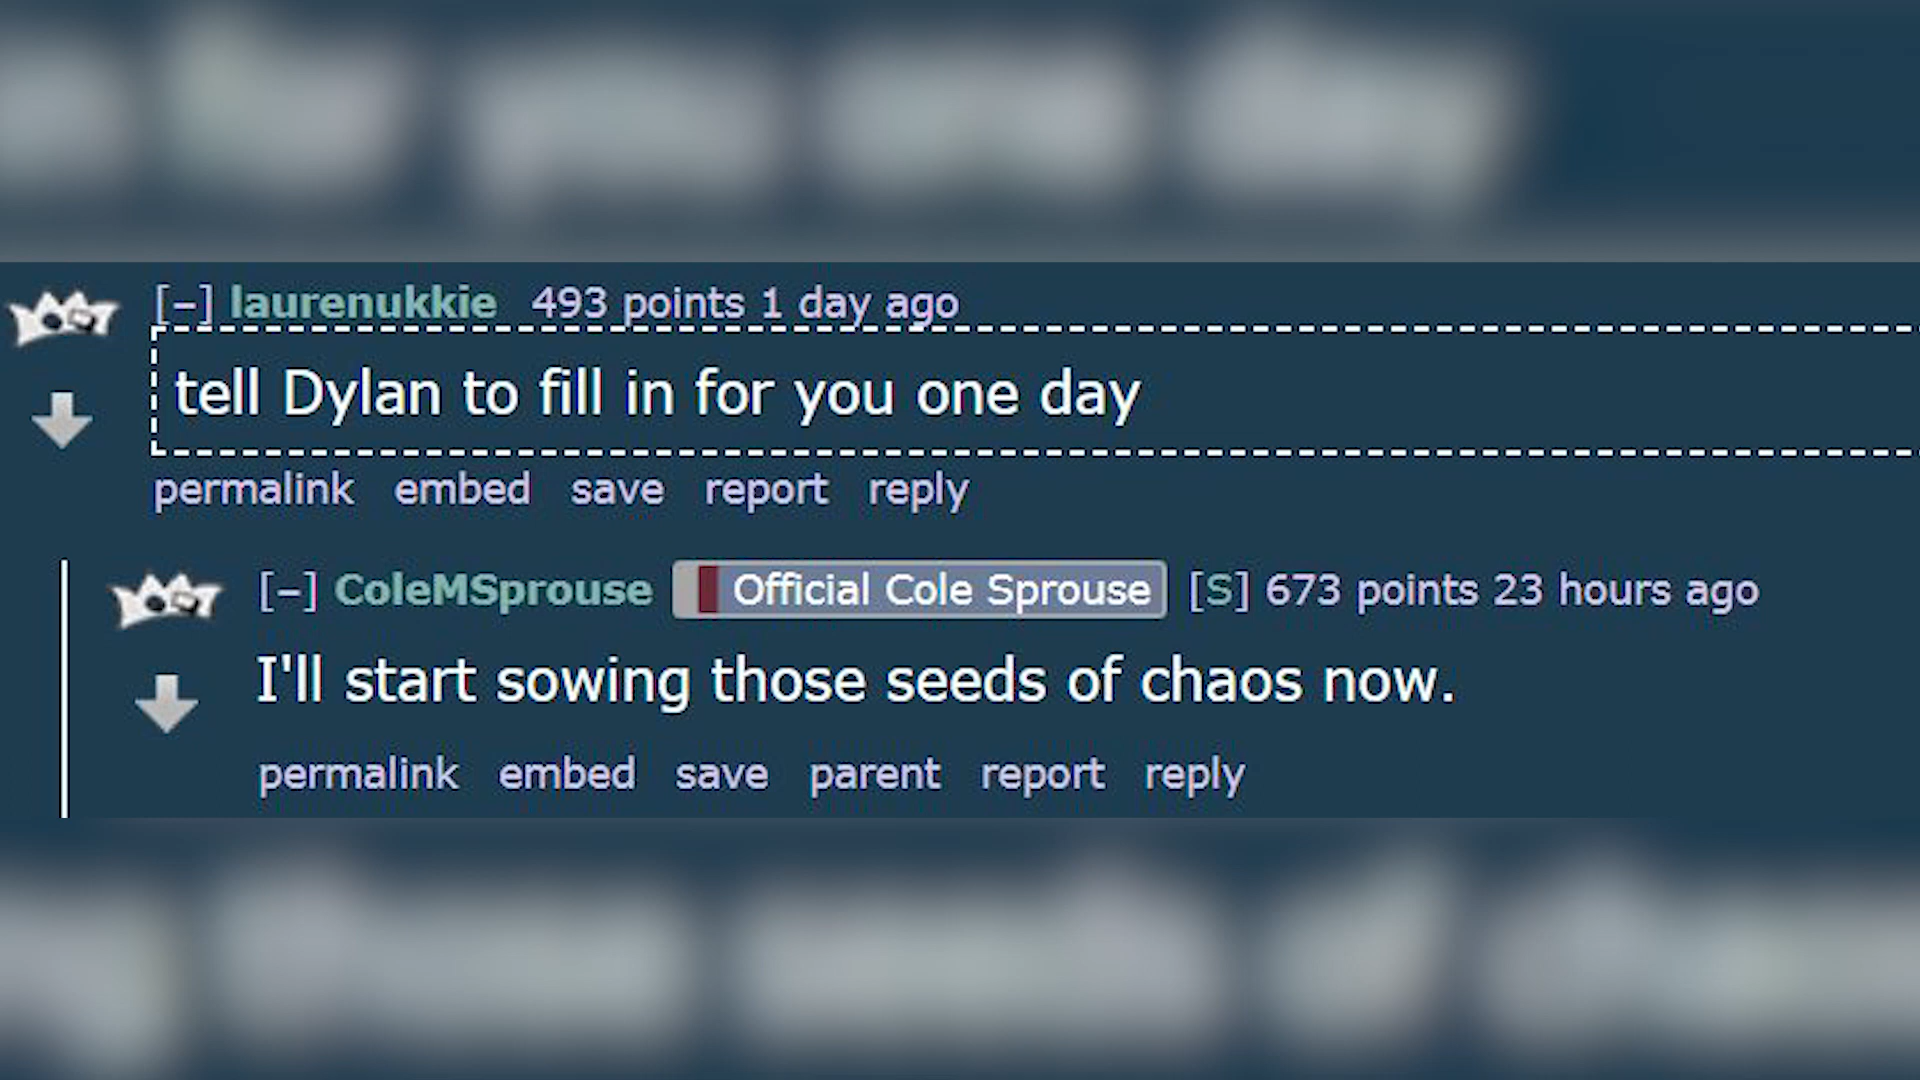 [–] laurenukkie 493 points 1 day ago
tell Dylan to fill in for you one day
permalink embed save report reply
[–] ColeMSprouse Official Cole Sprouse [S] 673 points 23 hours ago
I'll start sowing those seeds of chaos now.
permalink embed save parent report reply